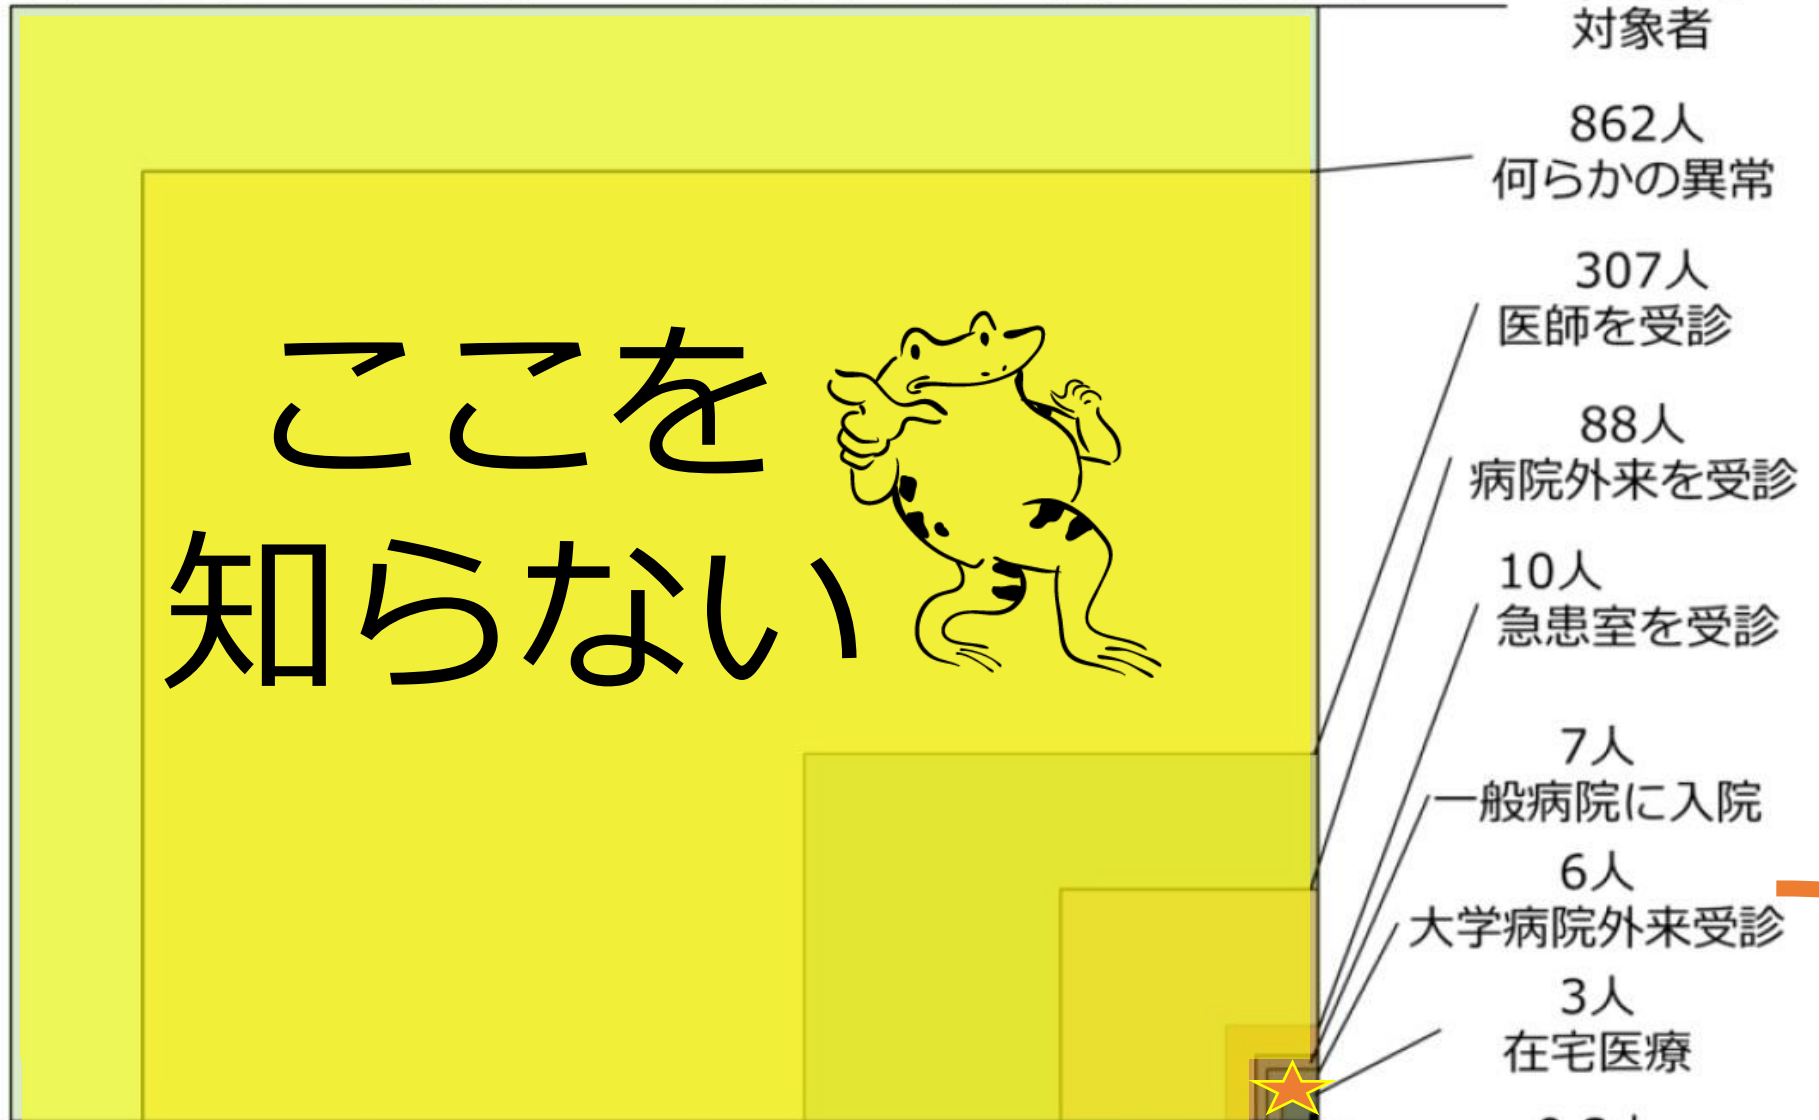 対象者
862人
何らかの異常
307人
医師を受診
ここを
知らない
88人
病院外来を受診
10人
急患室を受診
7人
一般病院に入院
6人
大学病院外来受診
3人
在宅医療